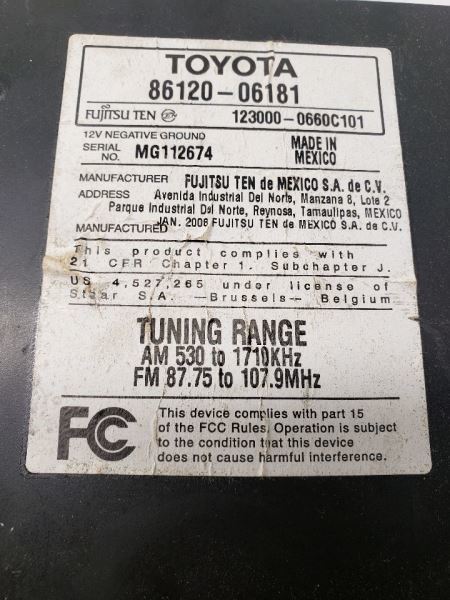 TOYOTA
86120-06181
FUJITSU TEN 123000-0660C101
12V NEGATIVE GROUND
SERIAL NO. MG112674
MADE IN MEXICO
MANUFACTURER FUJITSU TEN de MEXICO S.A. de C.V.
ADDRESS Avenida Industrial Del Norte, Manzana 8, Lote 2
Parque Industrial Del Norte, Reynosa, Tamaulipas, MEXICO
MANUFACTURED JAN. 2006 FUJITSU TEN de MEXICO S.A. de C.V.
This product complies with
21 CFR Chapter 1. Subchapter J.
US 4,527,265 under license of
Staar S.A. —Brussels— Belgium
TUNING RANGE
AM 530 to 1710KHz
FM 87.75 to 107.9MHz
FC This device complies with part 15
of the FCC Rules. Operation is subject
to the condition that this device
does not cause harmful interference.